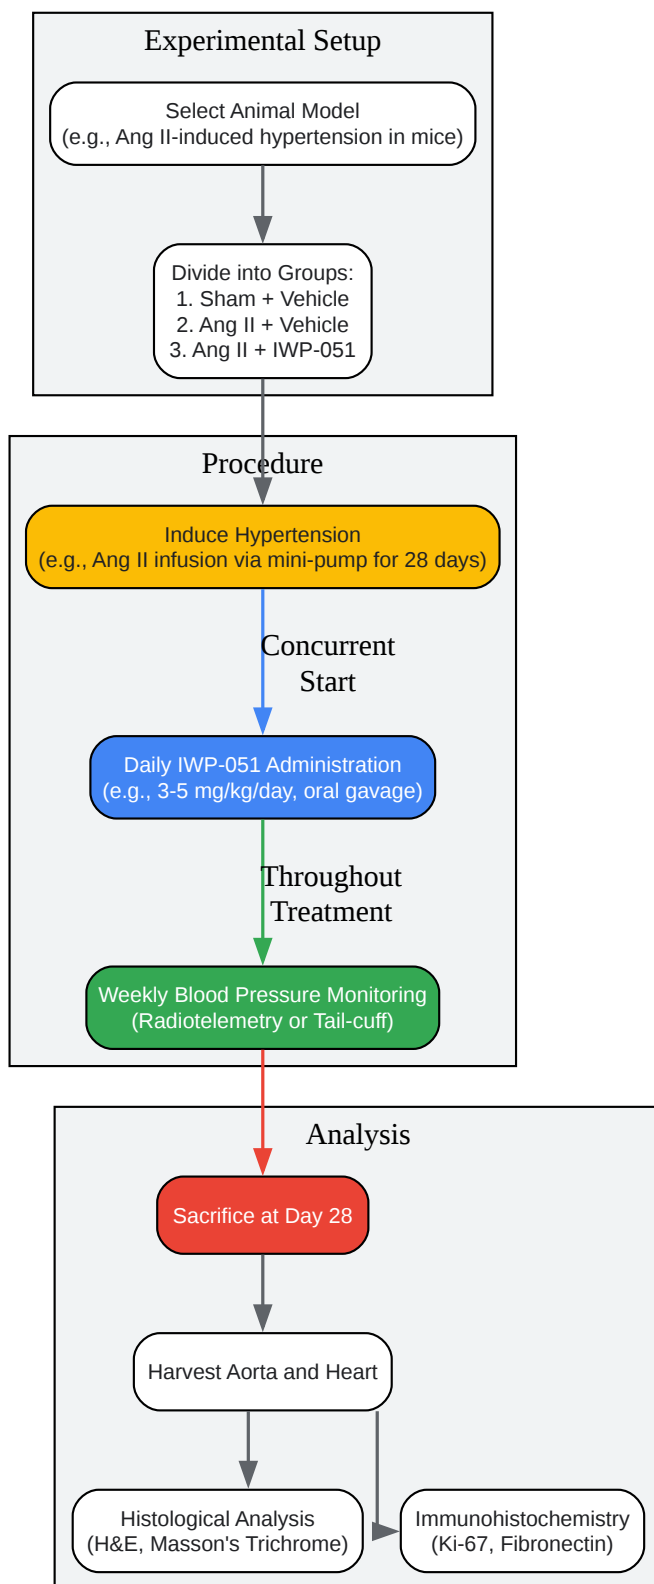 Experimental Setup
Select Animal Model
(e.g., Ang II-induced hypertension in mice)
Divide into Groups:
1. Sham + Vehicle
2. Ang II + Vehicle
3. Ang II + IWP-051
Procedure
Induce Hypertension
(e.g., Ang II infusion via mini-pump for 28 days)
Concurrent
Start
Daily IWP-051 Administration
(e.g., 3-5 mg/kg/day, oral gavage)
Throughout
Treatment
Weekly Blood Pressure Monitoring
(Radiotelemetry or Tail-cuff)
Analysis
Sacrifice at Day 28
Harvest Aorta and Heart
Histological Analysis
(H&E, Masson's Trichrome)
Immunohistochemistry
(Ki-67, Fibronectin)